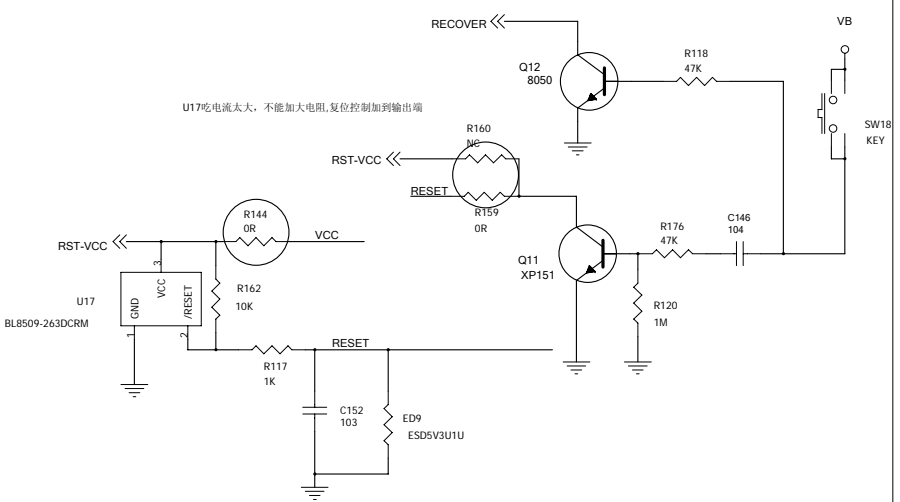 RECOVER
VB
Q12
8050
R118
47K
U17吃电流太大，不能加大电阻,复位控制加到输出端
SW18
KEY
R160
NC
RST-VCC
RESET
R159
0R
R144
0R
VCC
RST-VCC
C146
104
R176
47K
Q11
XP151
3
VCC
GND
/RESET
U17
BL8509-263DCRM
R162
10K
R120
1M
1
2
RESET
R117
1K
C152
103
ED9
ESD5V3U1U